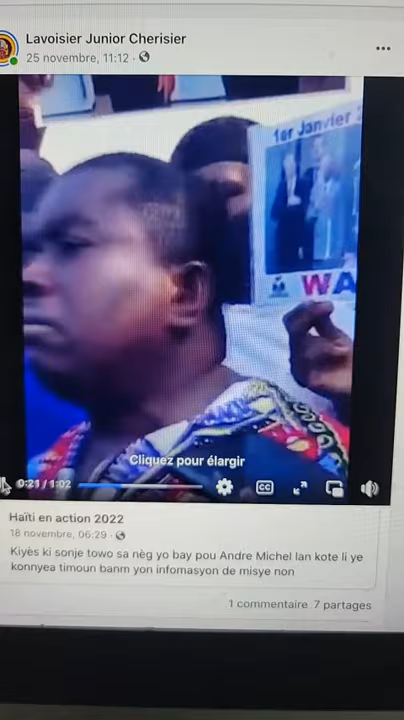 Lavoisier Junior Cherisier
25 novembre, 11:12 ·
1er Janvier
WA
Cliquez pour élargir
0:21 / 1:02
CC
Haïti en action 2022
18 novembre, 06:29 ·
Kiyès ki sonje towo sa nèg yo bay pou Andre Michel lan kote li ye
konnyea timoun banm yon infomasyon de misye non
1 commentaire 7 partages